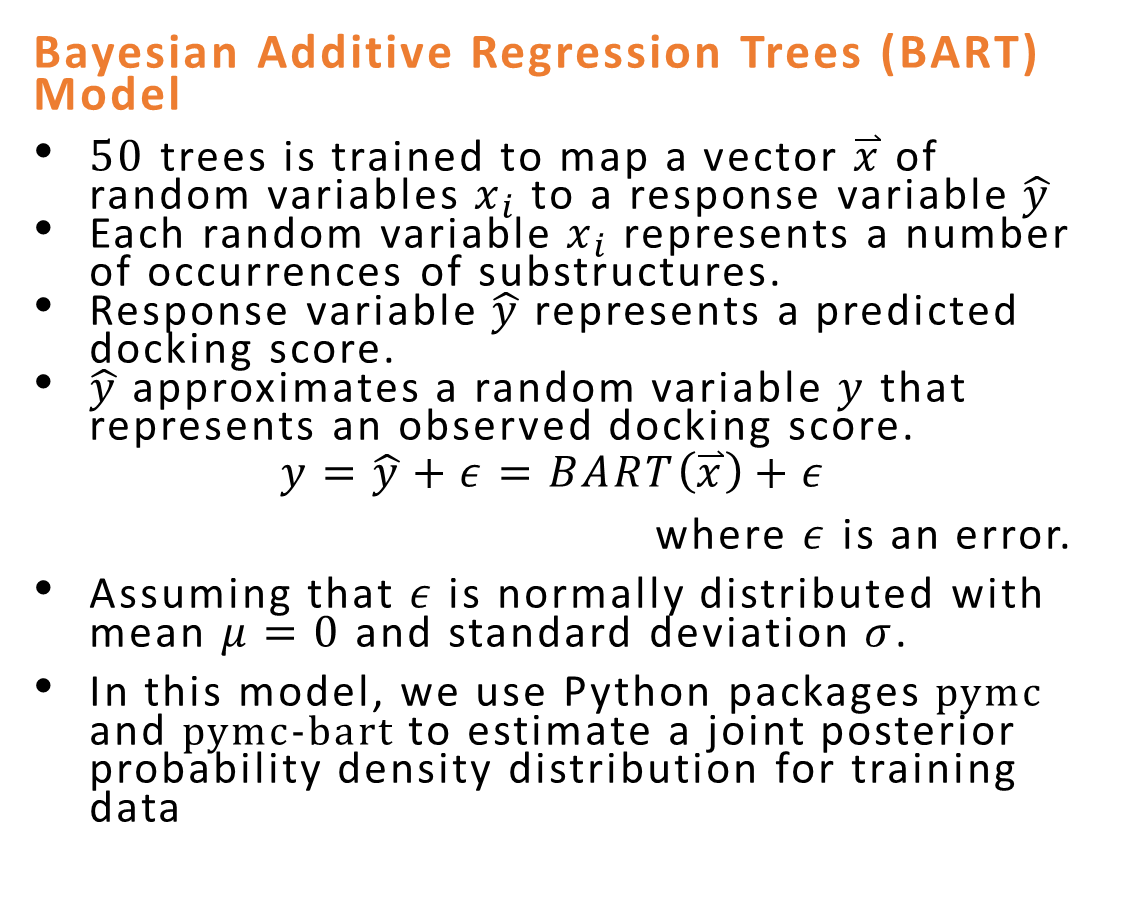 Bayesian Additive Regression Trees (BART)
Model
• 50 trees is trained to map a vector x⃗ of
random variables xᵢ to a response variable ŷ
• Each random variable xᵢ represents a number
of occurrences of substructures.
• Response variable ŷ represents a predicted
docking score.
• ŷ approximates a random variable y that
represents an observed docking score.
y = ŷ + ϵ = BART(x⃗) + ϵ
where ϵ is an error.
• Assuming that ϵ is normally distributed with
mean μ = 0 and standard deviation σ.
• In this model, we use Python packages pymc
and pymc-bart to estimate a joint posterior
probability density distribution for training
data